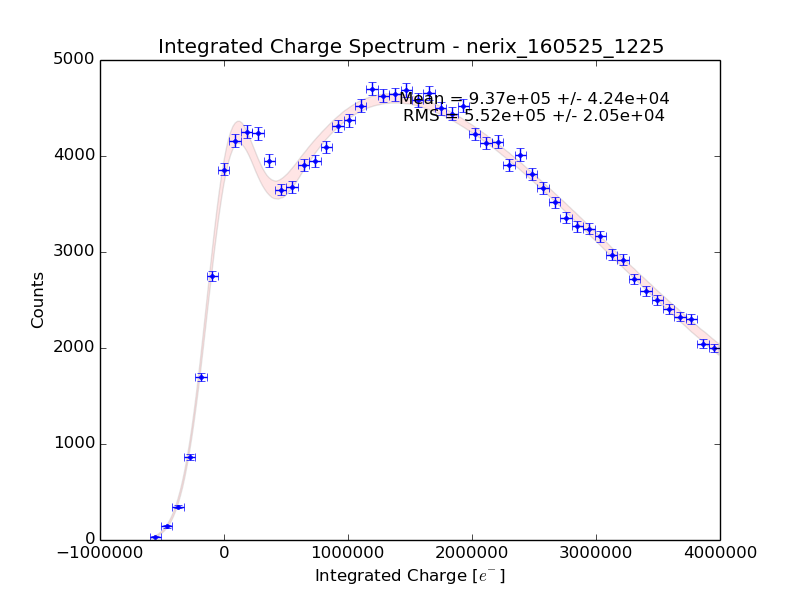 Integrated Charge Spectrum - nerix_160525_1225
5000
Mean = 9.37e+05 +/- 4.24e+04
RMS = 5.52e+05 +/- 2.05e+04
4000
3000
Counts
2000
1000
0
−1000000 0 1000000 2000000 3000000 4000000
Integrated Charge [e⁻]